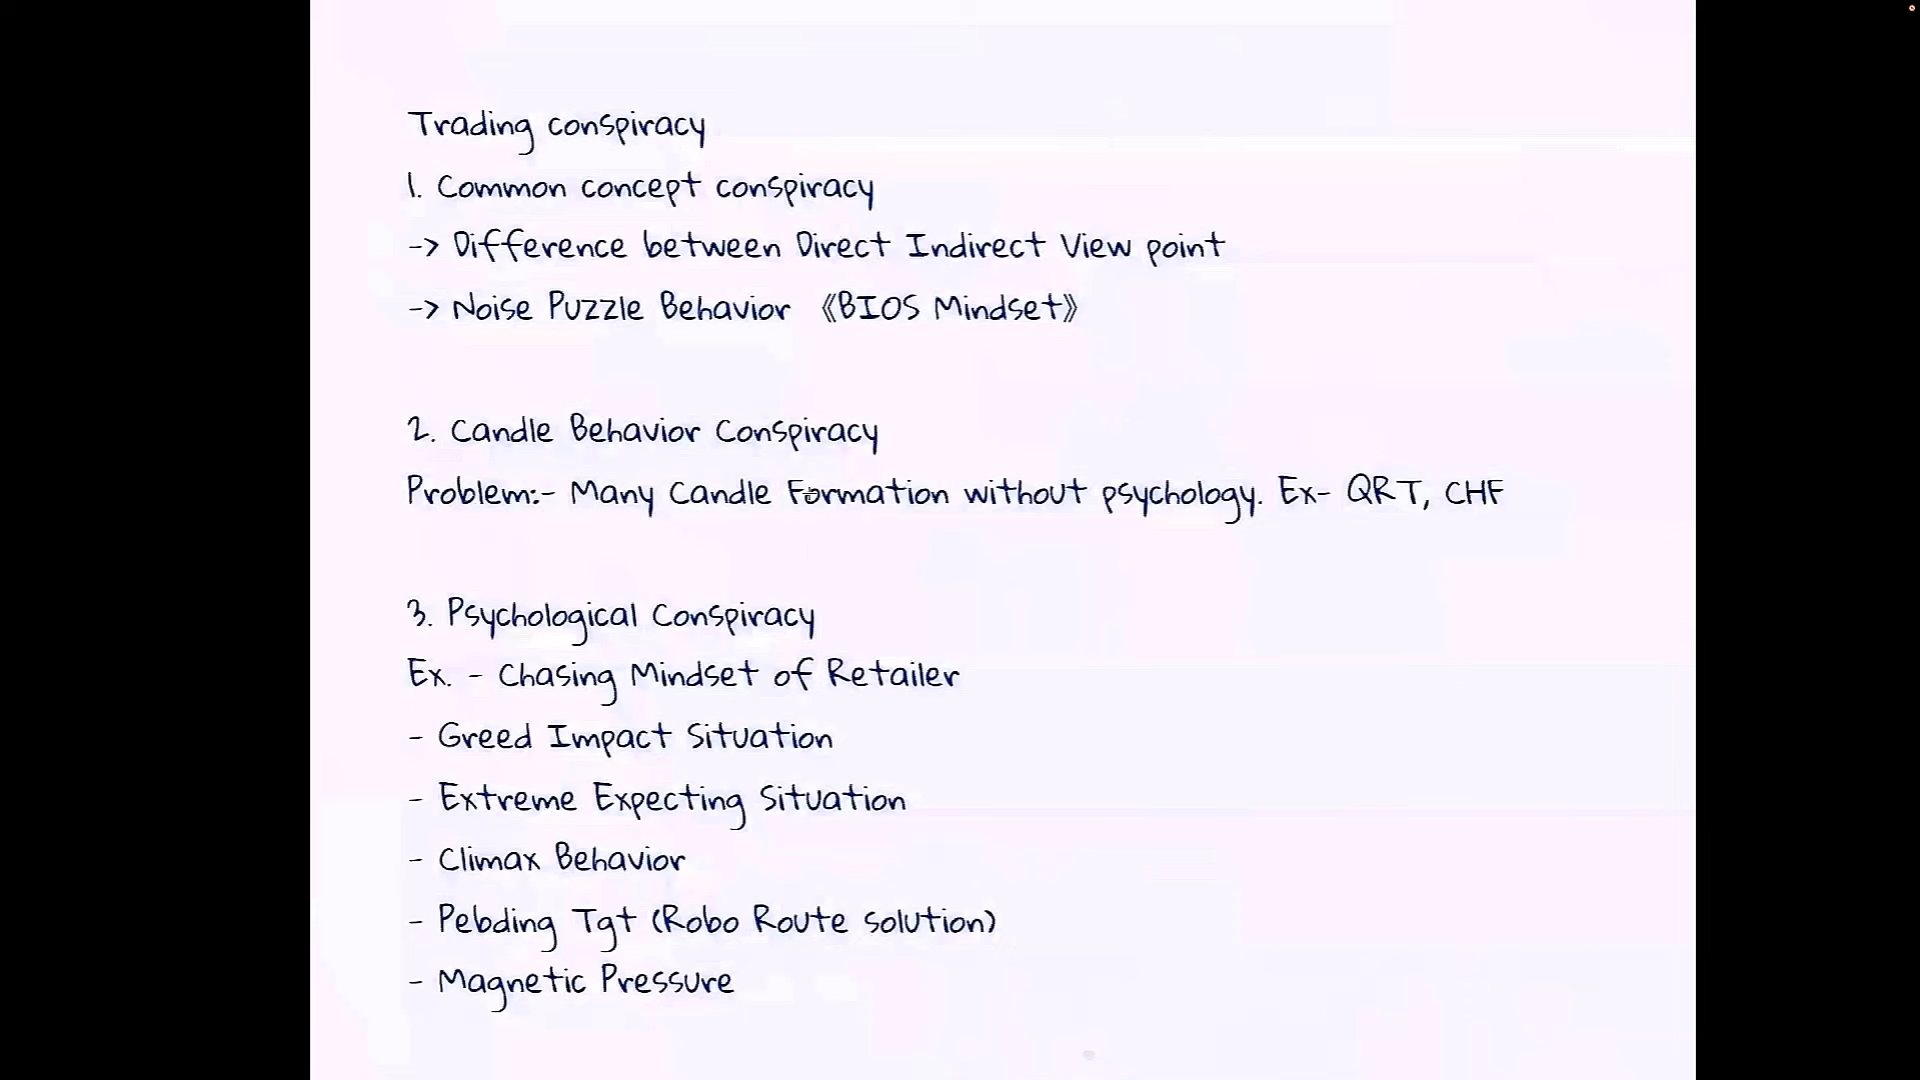 Trading conspiracy
1. Common concept conspiracy
-> Difference between Direct Indirect View point
-> Noise Puzzle Behavior 《BIOS Mindset》
2. Candle Behavior Conspiracy
Problem:- Many Candle Formation without psychology. Ex- QRT, CHF
3. Psychological Conspiracy
Ex. - Chasing Mindset of Retailer
- Greed Impact Situation
- Extreme Expecting Situation
- Climax Behavior
- Pebding Tgt (Robo Route solution)
- Magnetic Pressure